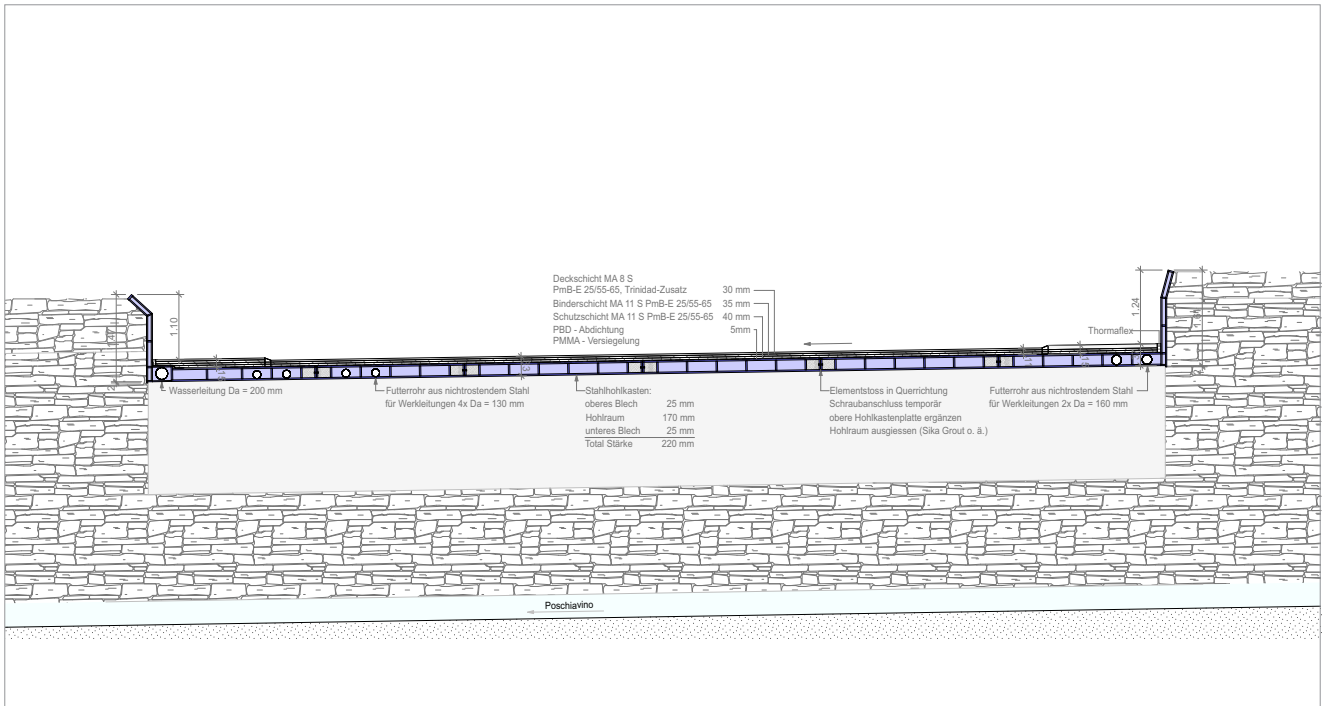 Deckschicht MA 8 S
PmB-E 25/55-65, Trinidad-Zusatz 30 mm
Binderschicht MA 11 S PmB-E 25/55-65 35 mm
Schutzschicht MA 11 S PmB-E 25/55-65 40 mm
PBD - Abdichtung 5mm
PMMA - Versiegelung
1.10
1.24
Thormaflex
Wasserleitung Da = 200 mm
Futterrohr aus nichtrostendem Stahl
für Werkleitungen 4x Da = 130 mm
Stahlhohlkasten:
oberes Blech 25 mm
Hohlraum 170 mm
unteres Blech 25 mm
Total Stärke 220 mm
Elementstoss in Querrichtung
Schraubanschluss temporär
obere Hohlkastenplatte ergänzen
Hohlraum ausgiessen (Sika Grout o. ä.)
Futterrohr aus nichtrostendem Stahl
für Werkleitungen 2x Da = 160 mm
Poschiavino